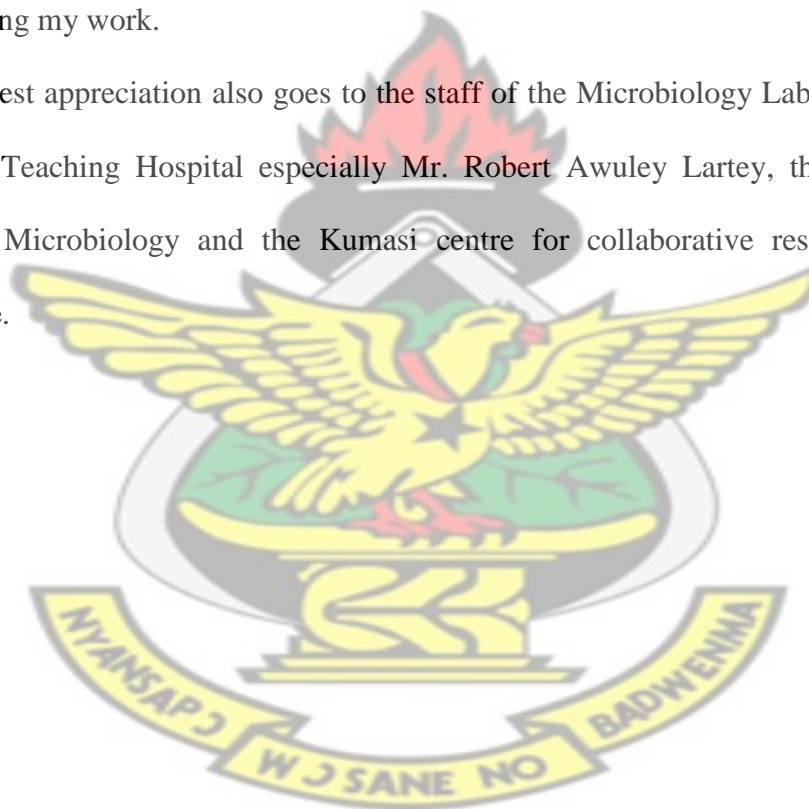 ng my work.
est appreciation also goes to the staff of the Microbiology Lab
Teaching Hospital especially Mr. Robert Awuley Lartey, th
Microbiology and the Kumasi centre for collaborative res
.
NYANSAPƆ WƆSANE NO BADWENMA